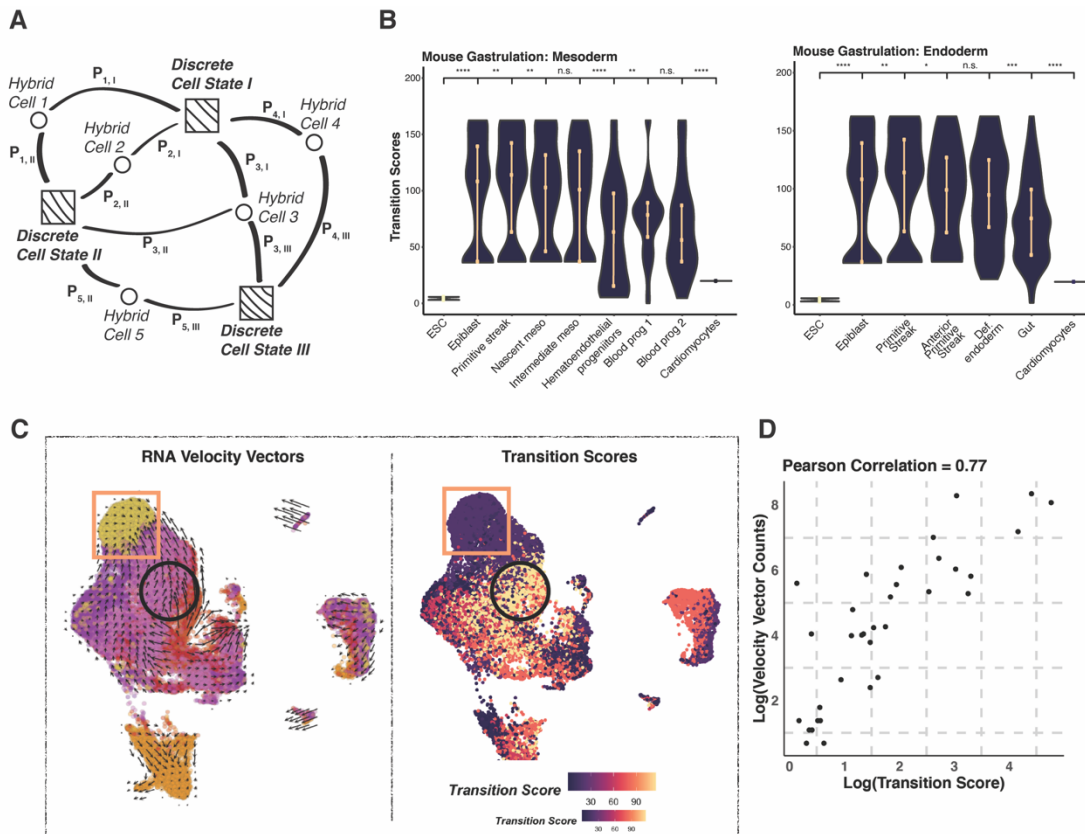 A
Discrete
Cell State I
Hybrid
Cell 1
P1, I
P4, I
Hybrid
Cell 4
Hybrid
Cell 2
P2, I
P1, II
P3, I
P2, II
Hybrid
Cell 3
Discrete
Cell State II
P3, II
P3, III
P4, III
P5, II
P5, III
Hybrid
Cell 5
Discrete
Cell State III
B
Mouse Gastrulation: Mesoderm
200
**** ** ** n.s. **** ** n.s. ****
150
100
50
0
Transition Scores
ESC
Epiblast
Primitive streak
Nascent meso
Intermediate meso
Hematoendothelial
progeniitors
Blood prog 1
Blood prog 2
Cardiomyocytes
Mouse Gastrulation: Endoderm
200
**** ** * n.s. *** ****
150
100
50
0
ESC
Epiblast
Primitive
Streak
Anterior
Primitive
Streak
Def.
endoderm
Gut
Cardiomyocytes
C
RNA Velocity Vectors
Transition Scores
Transition Score
30 60 90
Transition Score
30 60 90
D
Pearson Correlation = 0.77
Log(Velocity Vector Counts)
8
6
4
2
0 1 2 3 4
Log(Transition Score)